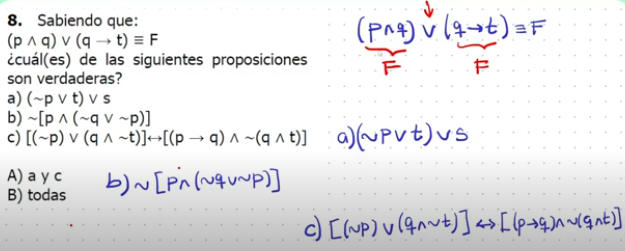 8. Sabiendo que:
(p ∧ q) ∨ (q → t) ≡ F
¿cuál(es) de las siguientes proposiciones
son verdaderas?
a) (~p ∨ t) ∨ s
b) ~[p ∧ (~q ∨ ~p)]
c) [(~p) ∨ (q ∧ ~t)]↔[(p → q) ∧ ~(q ∧ t)]
A) a y c
B) todas
(p∧q) ∨ (q→t) ≡ F
F F
a)(~p∨t)∨s
b)~[p∧(~q∨~p)]
c) [(~p)∨(q∧~t)]↔[(p→q)∧~(q∧t)]